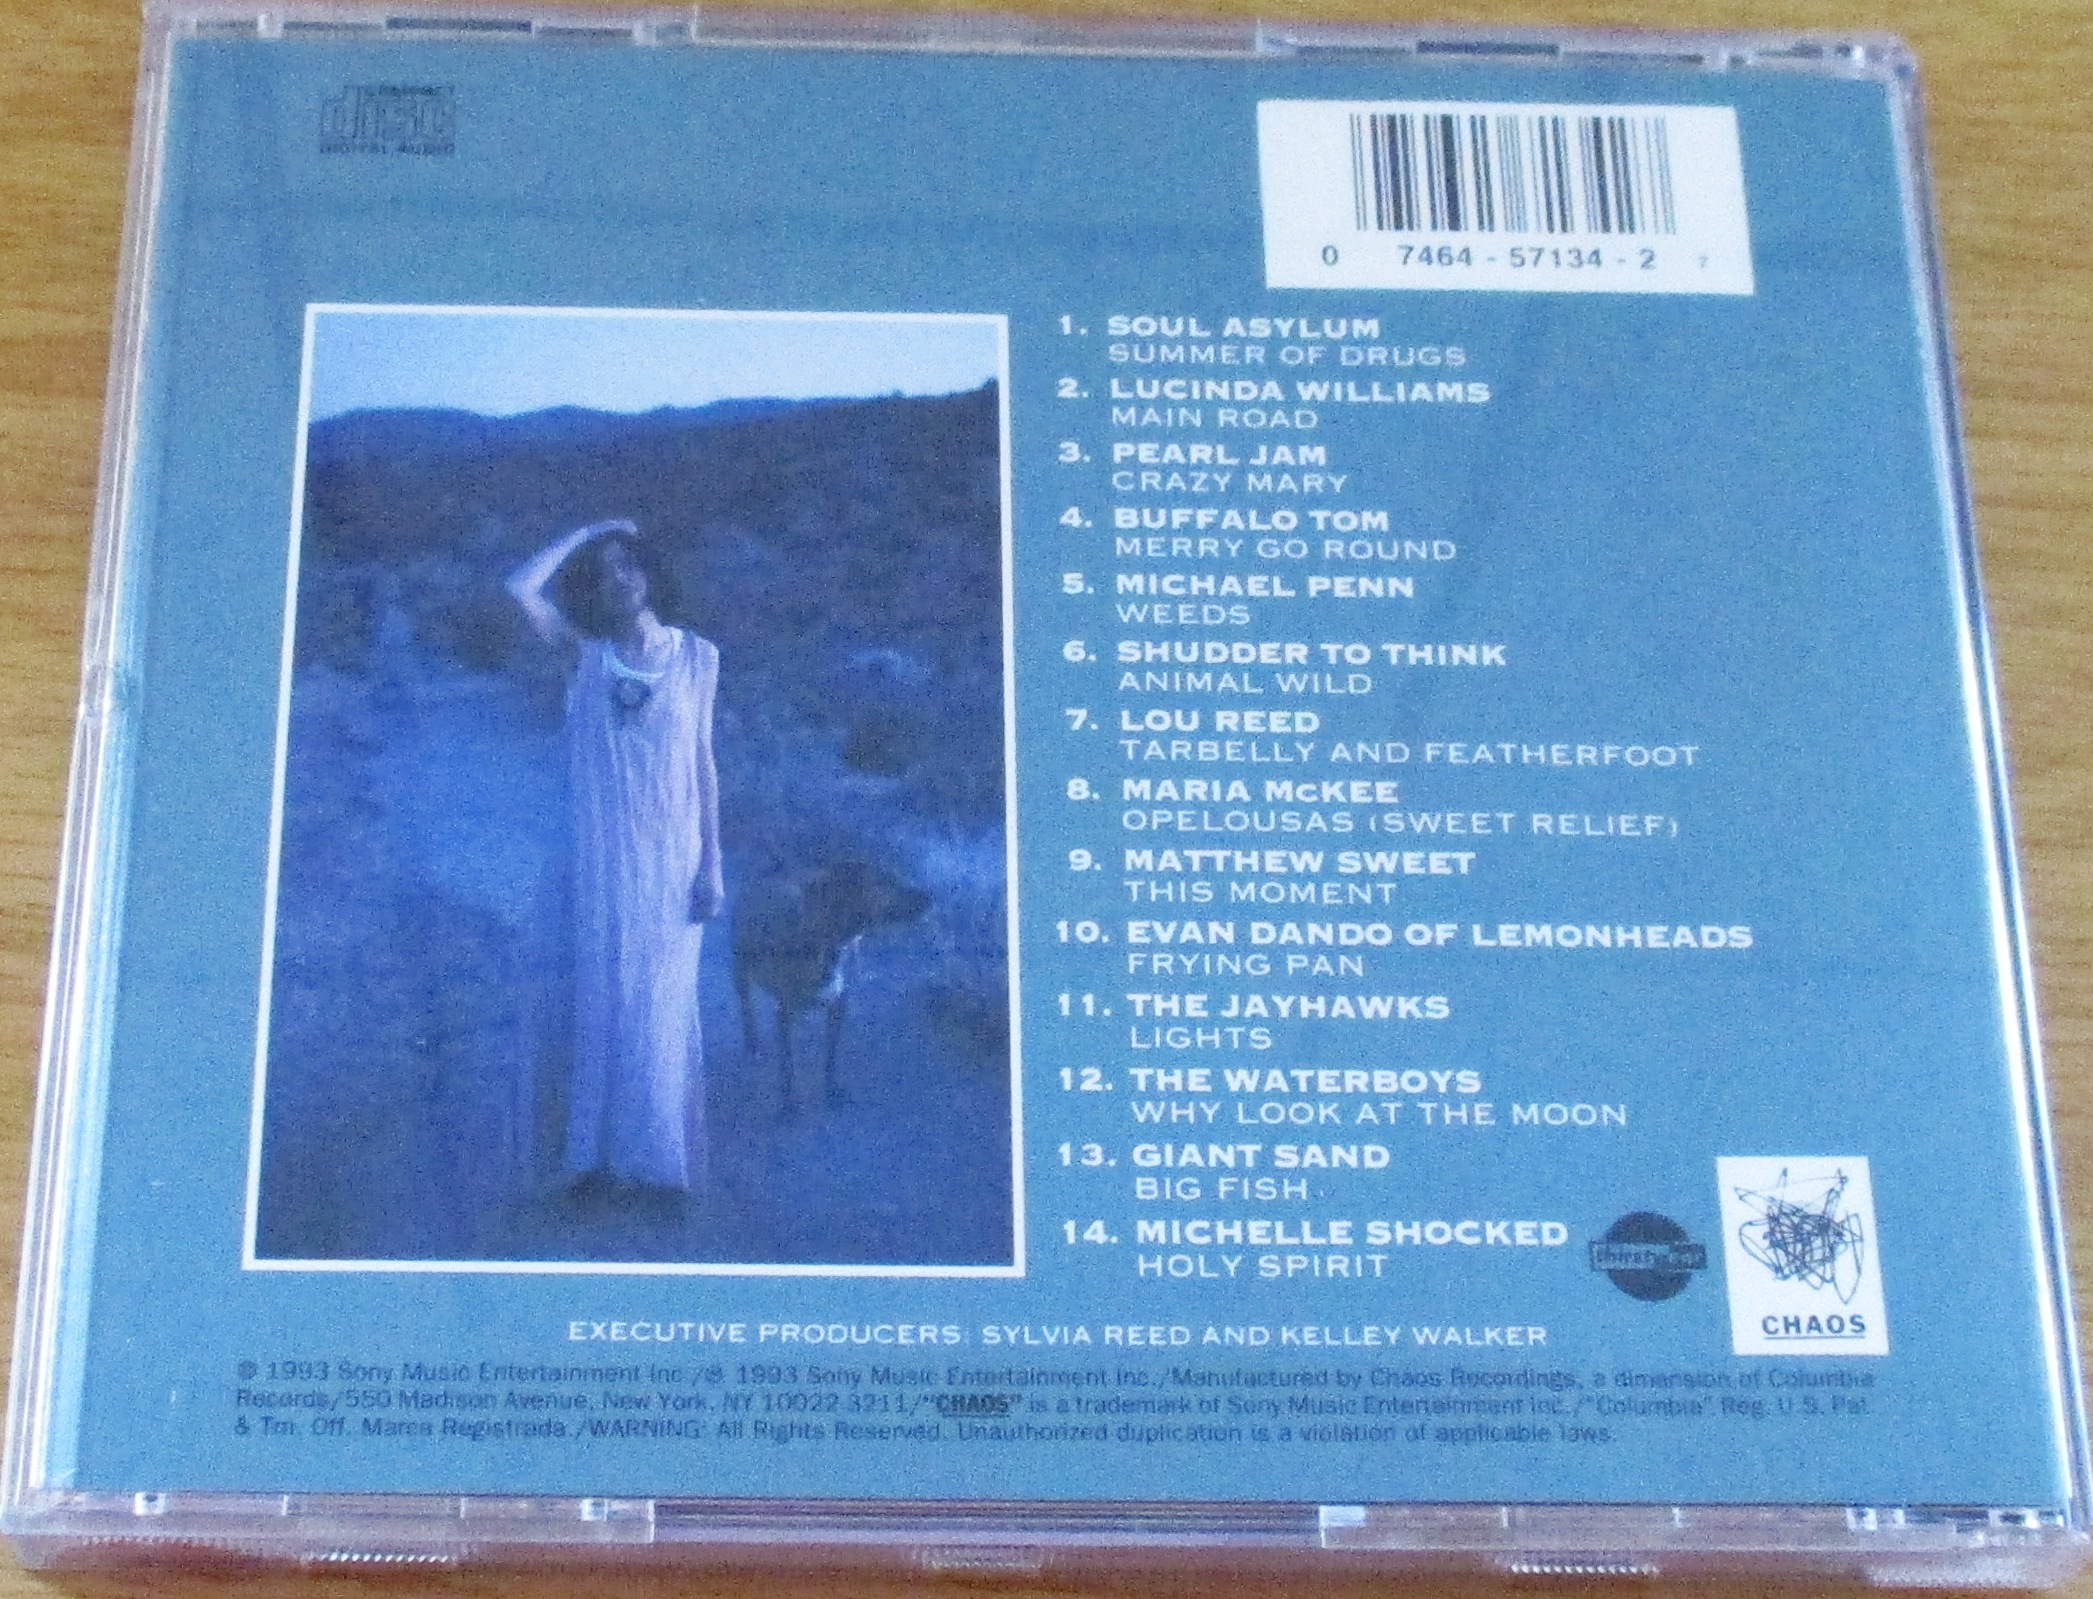 COMPACT
disc
DIGITAL AUDIO
0 7464 - 57134 - 2 7
1. SOUL ASYLUM
SUMMER OF DRUGS
2. LUCINDA WILLIAMS
MAIN ROAD
3. PEARL JAM
CRAZY MARY
4. BUFFALO TOM
MERRY GO ROUND
5. MICHAEL PENN
WEEDS
6. SHUDDER TO THINK
ANIMAL WILD
7. LOU REED
TARBELLY AND FEATHERFOOT
8. MARIA McKEE
OPELOUSAS (SWEET RELIEF)
9. MATTHEW SWEET
THIS MOMENT
10. EVAN DANDO OF LEMONHEADS
FRYING PAN
11. THE JAYHAWKS
LIGHTS
12. THE WATERBOYS
WHY LOOK AT THE MOON
13. GIANT SAND
BIG FISH
14. MICHELLE SHOCKED
HOLY SPIRIT
thirsty ear
CHAOS
EXECUTIVE PRODUCERS: SYLVIA REED AND KELLEY WALKER
℗ 1993 Sony Music Entertainment Inc./© 1993 Sony Music Entertainment Inc./Manufactured by Chaos Recordings, a dimension of Columbia
Records/550 Madison Avenue, New York, NY 10022-3211/"CHAOS" is a trademark of Sony Music Entertainment Inc./"Columbia" Reg. U.S. Pat.
& Tm. Off. Marca Registrada./WARNING: All Rights Reserved. Unauthorized duplication is a violation of applicable laws.